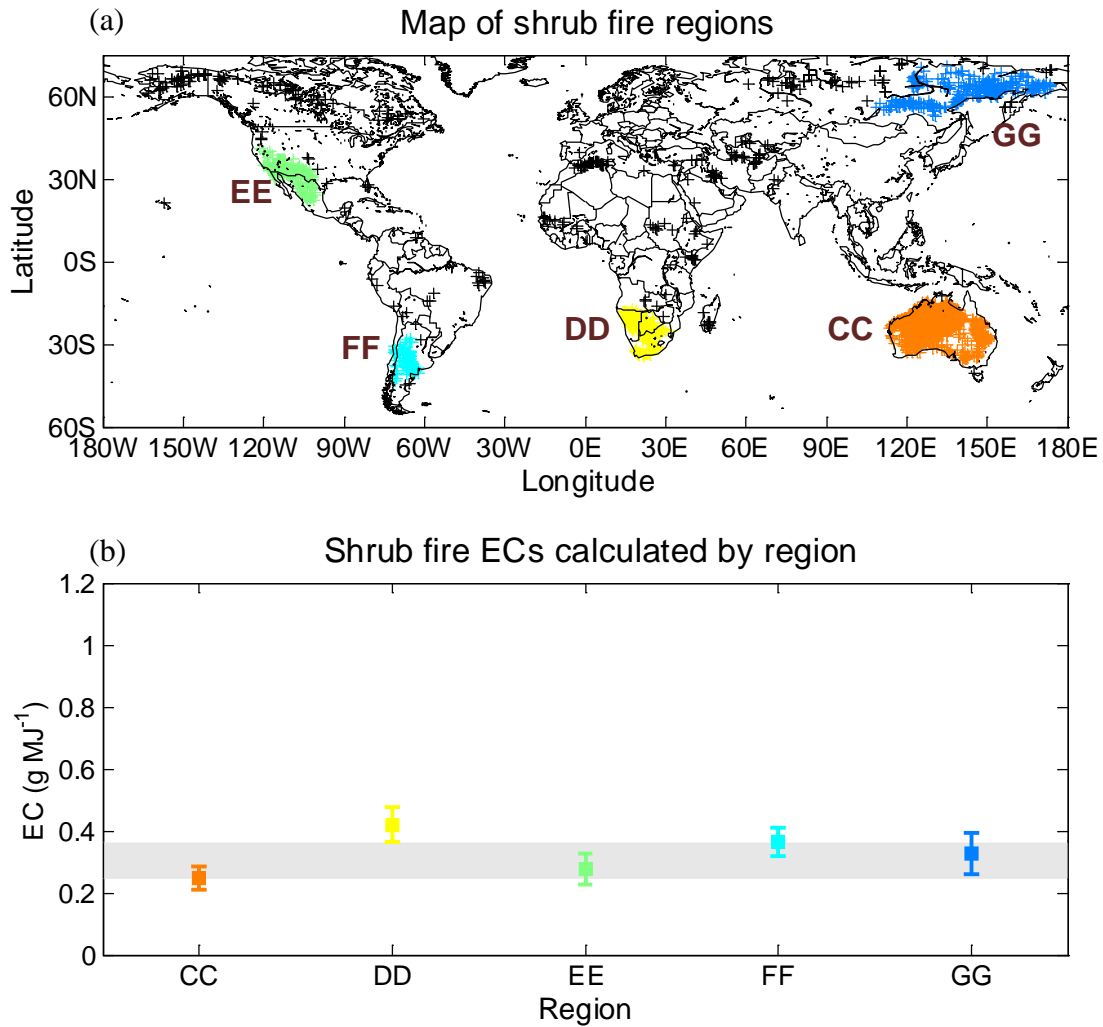 (a)
Map of shrub fire regions
60N
30N
0S
30S
60S
Latitude
EE
FF
DD
CC
GG
180W 150W 120W 90W 60W 30W 0E 30E 60E 90E 120E 150E 180E
Longitude
(b)
Shrub fire ECs calculated by region
1.2
1
0.8
0.6
0.4
0.2
0
EC (g MJ⁻¹)
CC DD EE FF GG
Region